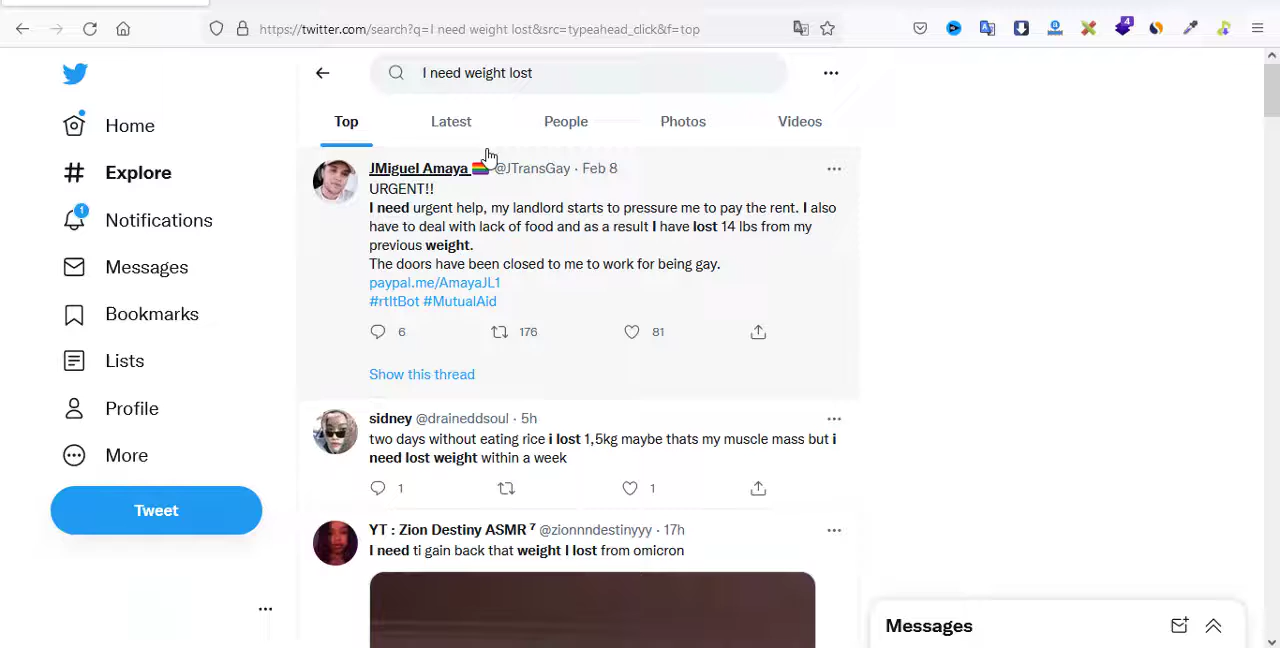 https://twitter.com/search?q=I need weight lost&src=typeahead_click&f=top
4
I need weight lost
Top Latest People Photos Videos
Home
Explore
1
Notifications
Messages
Bookmarks
Lists
Profile
More
Tweet
JMiguel Amaya 🏳️‍🌈 @JTransGay · Feb 8
URGENT!!
I need urgent help, my landlord starts to pressure me to pay the rent. I also
have to deal with lack of food and as a result I have lost 14 lbs from my
previous weight.
The doors have been closed to me to work for being gay.
paypal.me/AmayaJL1
#rtItBot #MutualAid
6 176 81
Show this thread
sidney @draineddsoul · 5h
two days without eating rice i lost 1,5kg maybe thats my muscle mass but i
need lost weight within a week
1 1
YT : Zion Destiny ASMR ⁷ @zionnndestinyyy · 17h
I need ti gain back that weight I lost from omicron
Messages